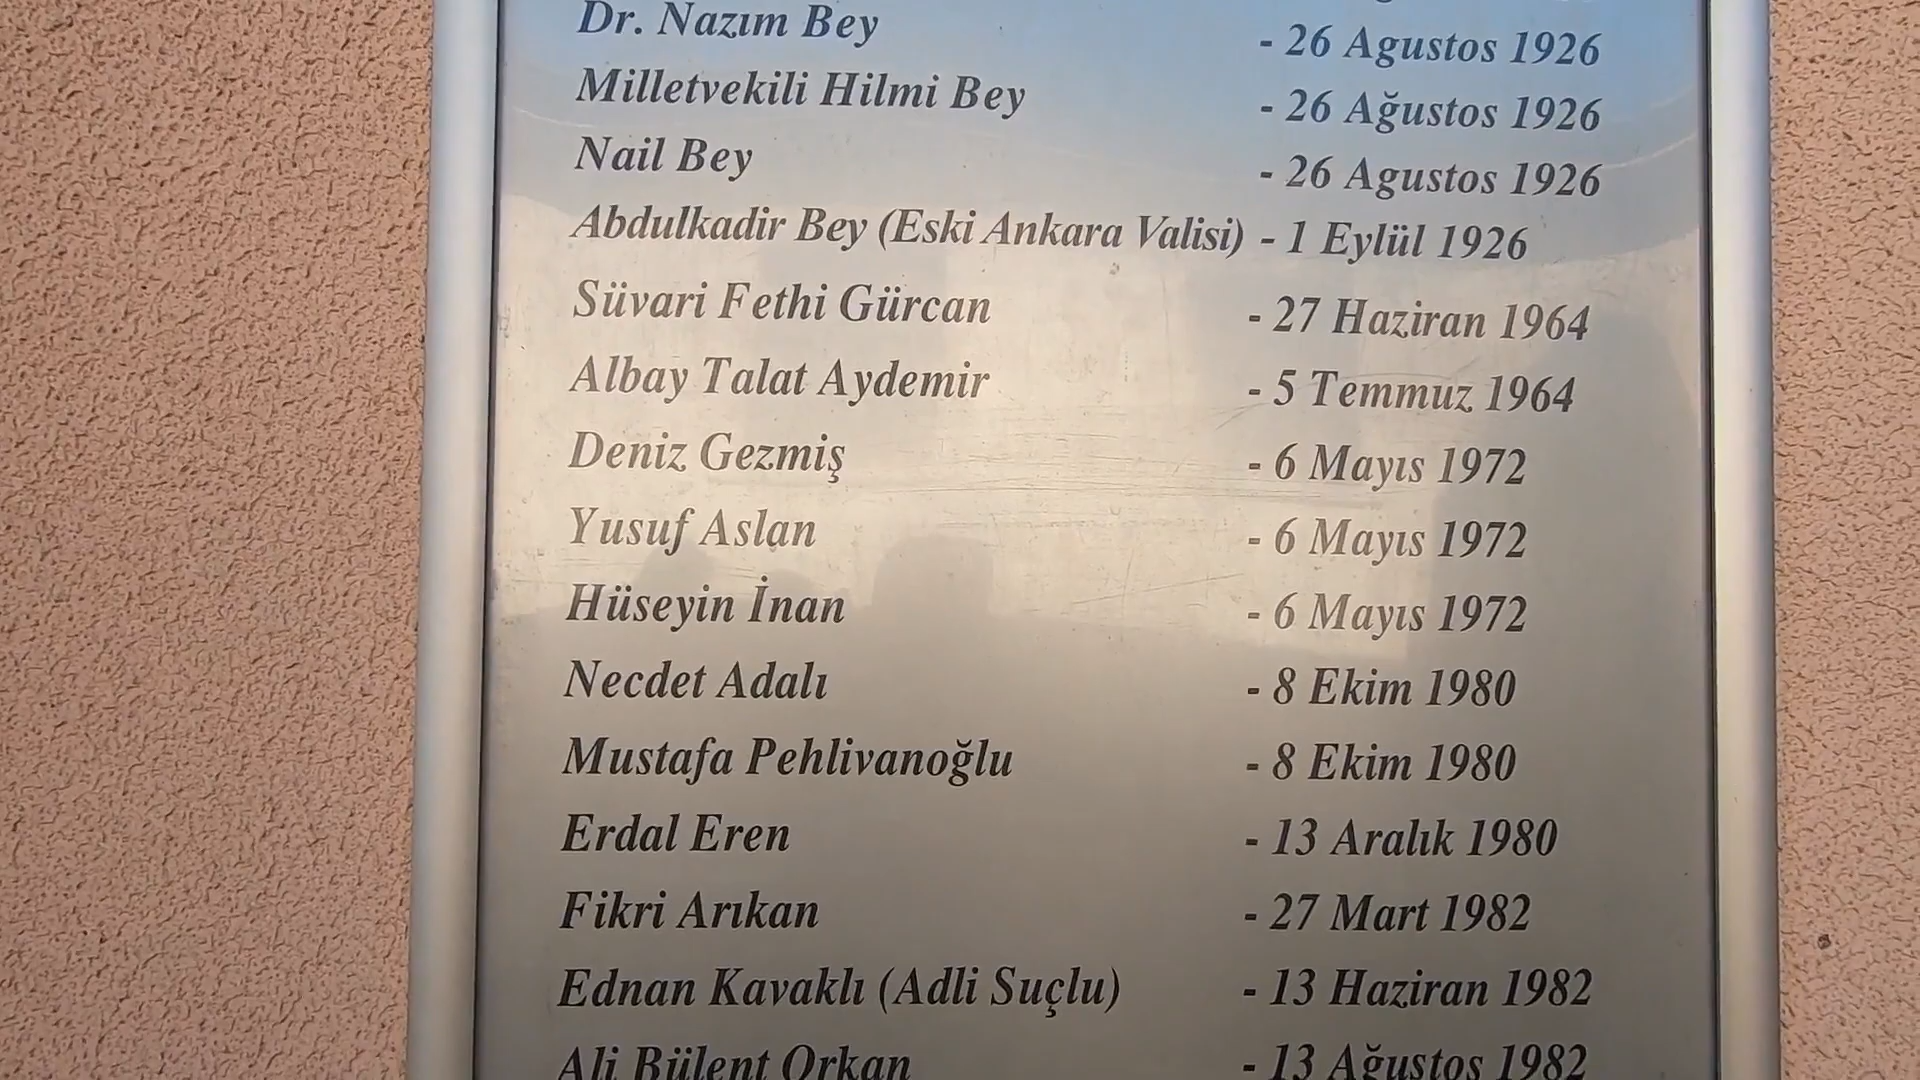 Dr. Nazım Bey - 26 Agustos 1926
Milletvekili Hilmi Bey - 26 Ağustos 1926
Nail Bey - 26 Agustos 1926
Abdulkadir Bey (Eski Ankara Valisi) - 1 Eylül 1926
Süvari Fethi Gürcan - 27 Haziran 1964
Albay Talat Aydemir - 5 Temmuz 1964
Deniz Gezmiş - 6 Mayıs 1972
Yusuf Aslan - 6 Mayıs 1972
Hüseyin İnan - 6 Mayıs 1972
Necdet Adalı - 8 Ekim 1980
Mustafa Pehlivanoğlu - 8 Ekim 1980
Erdal Eren - 13 Aralık 1980
Fikri Arıkan - 27 Mart 1982
Ednan Kavaklı (Adli Suçlu) - 13 Haziran 1982
Ali Bülent Orkan - 13 Ağustos 1982